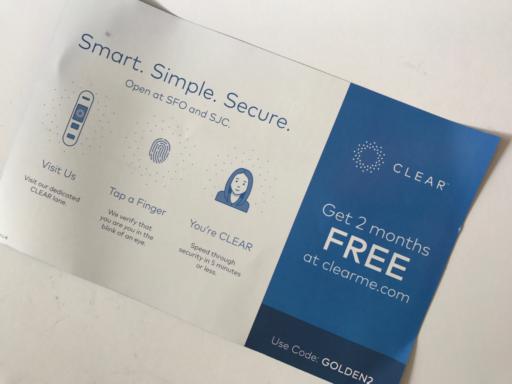 Smart. Simple. Secure.
Open at SFO and SJC.
Visit Us
Visit our dedicated
CLEAR lane.
Tap a Finger
We verify that
you are you in the
blink of an eye.
You're CLEAR
Speed through
security in 5 minutes
or less.
CLEAR
Get 2 months
FREE
at clearme.com
Use Code: GOLDEN2